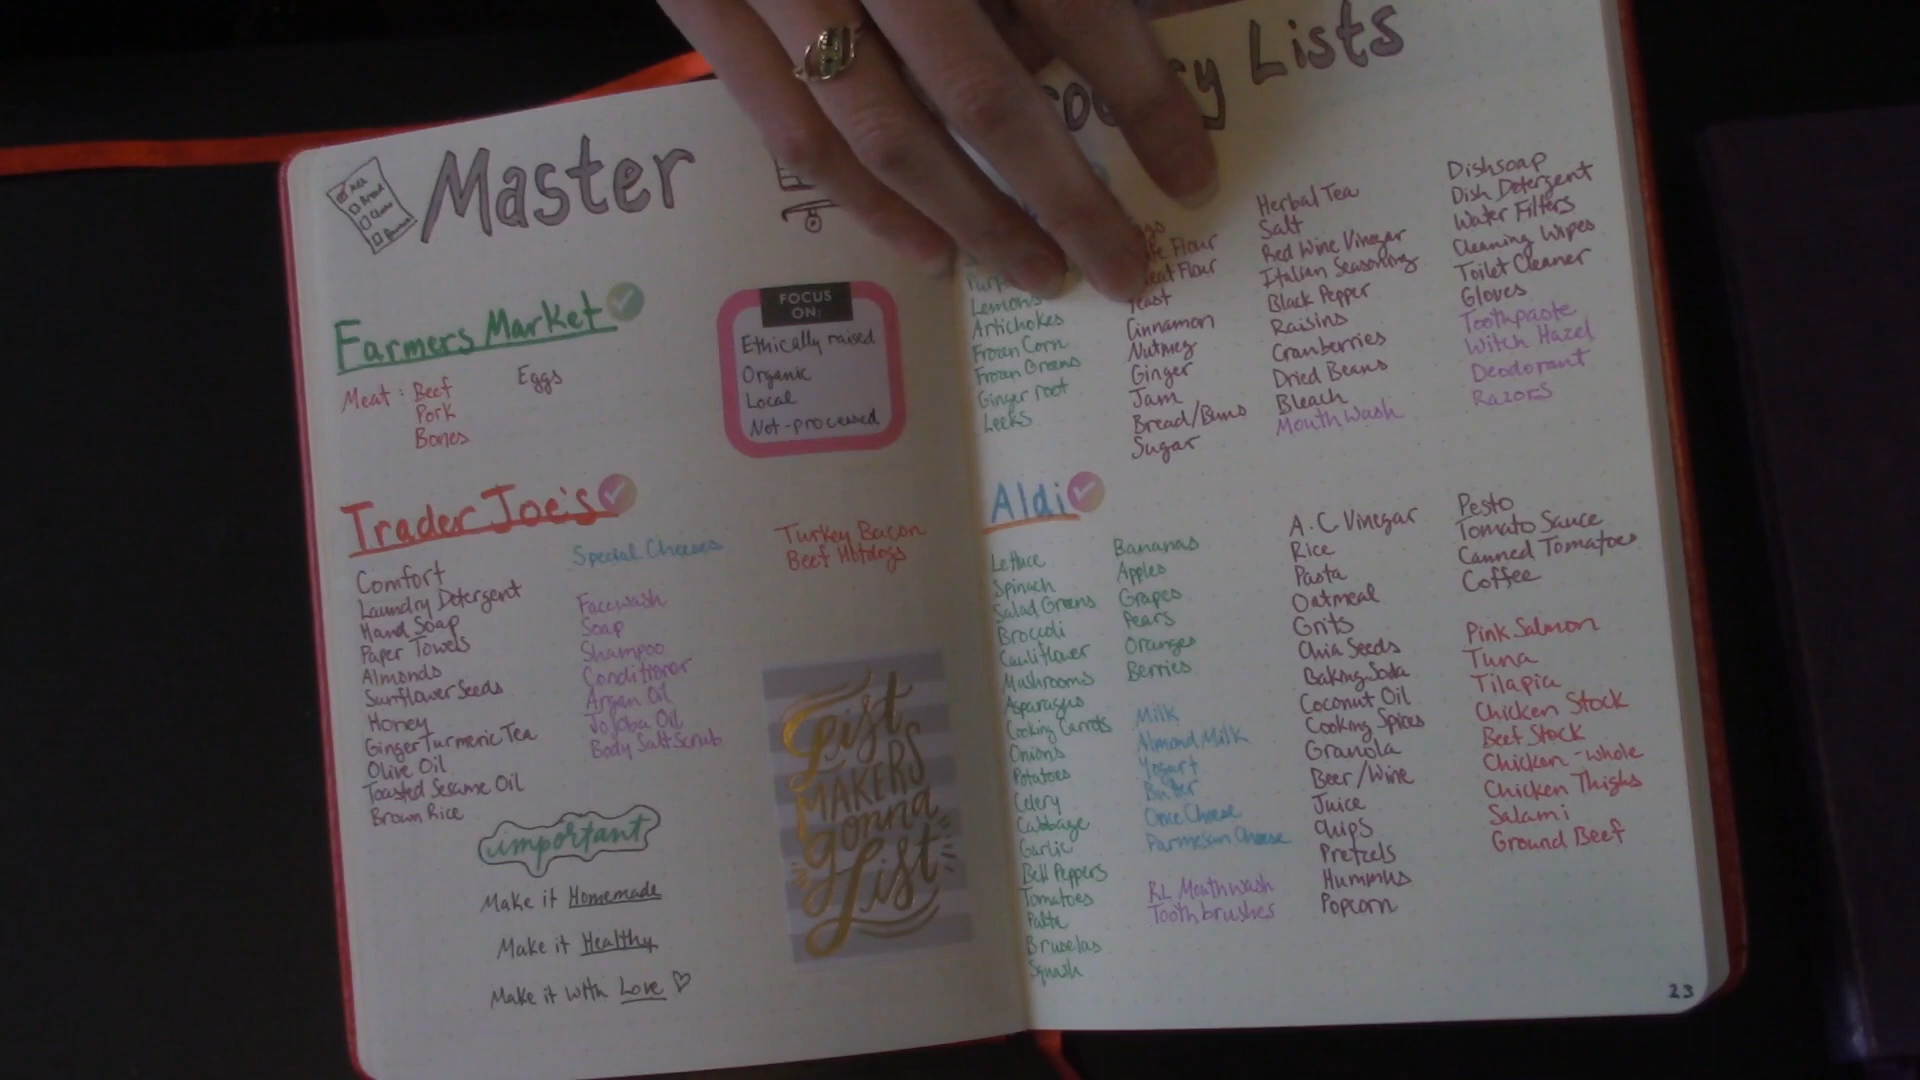 Master
Lists
Farmers Market
Meat: Beef
Pork
Bones
Eggs
FOCUS
ON:
Ethically raised
Organic
Local
Not-processed
Trader Joe's
Comfort
Laundry Detergent
Hand Soap
Paper Towels
Almonds
Sunflower Seeds
Honey
Ginger Turmeric Tea
Olive Oil
Toasted Sesame Oil
Brown Rice
Special Cheeses
Facewash
Soap
Shampoo
Conditioner
Argan Oil
Jojoba Oil
Body Salt Scrub
Turkey Bacon
Beef Hotdogs
important
Make it Homemade
Make it Healthy
Make it with Love
GEIST
MAKERS
gonna
List
Lemons
Artichokes
Frozen Corn
Frozen Greens
Ginger root
Leeks
Flour
Flour
Yeast
Cinnamon
Nutmeg
Ginger
Jam
Bread/Buns
Sugar
Herbal Tea
Salt
Red Wine Vinegar
Italian Seasoning
Black Pepper
Raisins
Cranberries
Dried Beans
Bleach
Mouth Wash
Dishsoap
Dish Detergent
Water Filters
Cleaning Wipes
Toilet Cleaner
Gloves
Toothpaste
Witch Hazel
Deodorant
Razors
Aldi
Lettuce
Spinach
Salad Greens
Broccoli
Cauliflower
Mushrooms
Asparagus
Cooking Carrots
Onions
Potatoes
Celery
Cabbage
Garlic
Bell Peppers
Tomatoes
Squash
Bananas
Apples
Grapes
Pears
Oranges
Berries
Milk
Almond Milk
Yogurt
Butter
Cheese
Parmesan Cheese
RL Mouthwash
Toothbrushes
A.C. Vinegar
Rice
Pasta
Oatmeal
Grits
Chia Seeds
Baking Soda
Coconut Oil
Cooking Spices
Granola
Beer/Wine
Juice
Chips
Pretzels
Hummus
Popcorn
Pesto
Tomato Sauce
Canned Tomatoes
Coffee
Pink Salmon
Tuna
Tilapia
Chicken Stock
Beef Stock
Chicken-whole
Chicken Thighs
Salami
Ground Beef
23